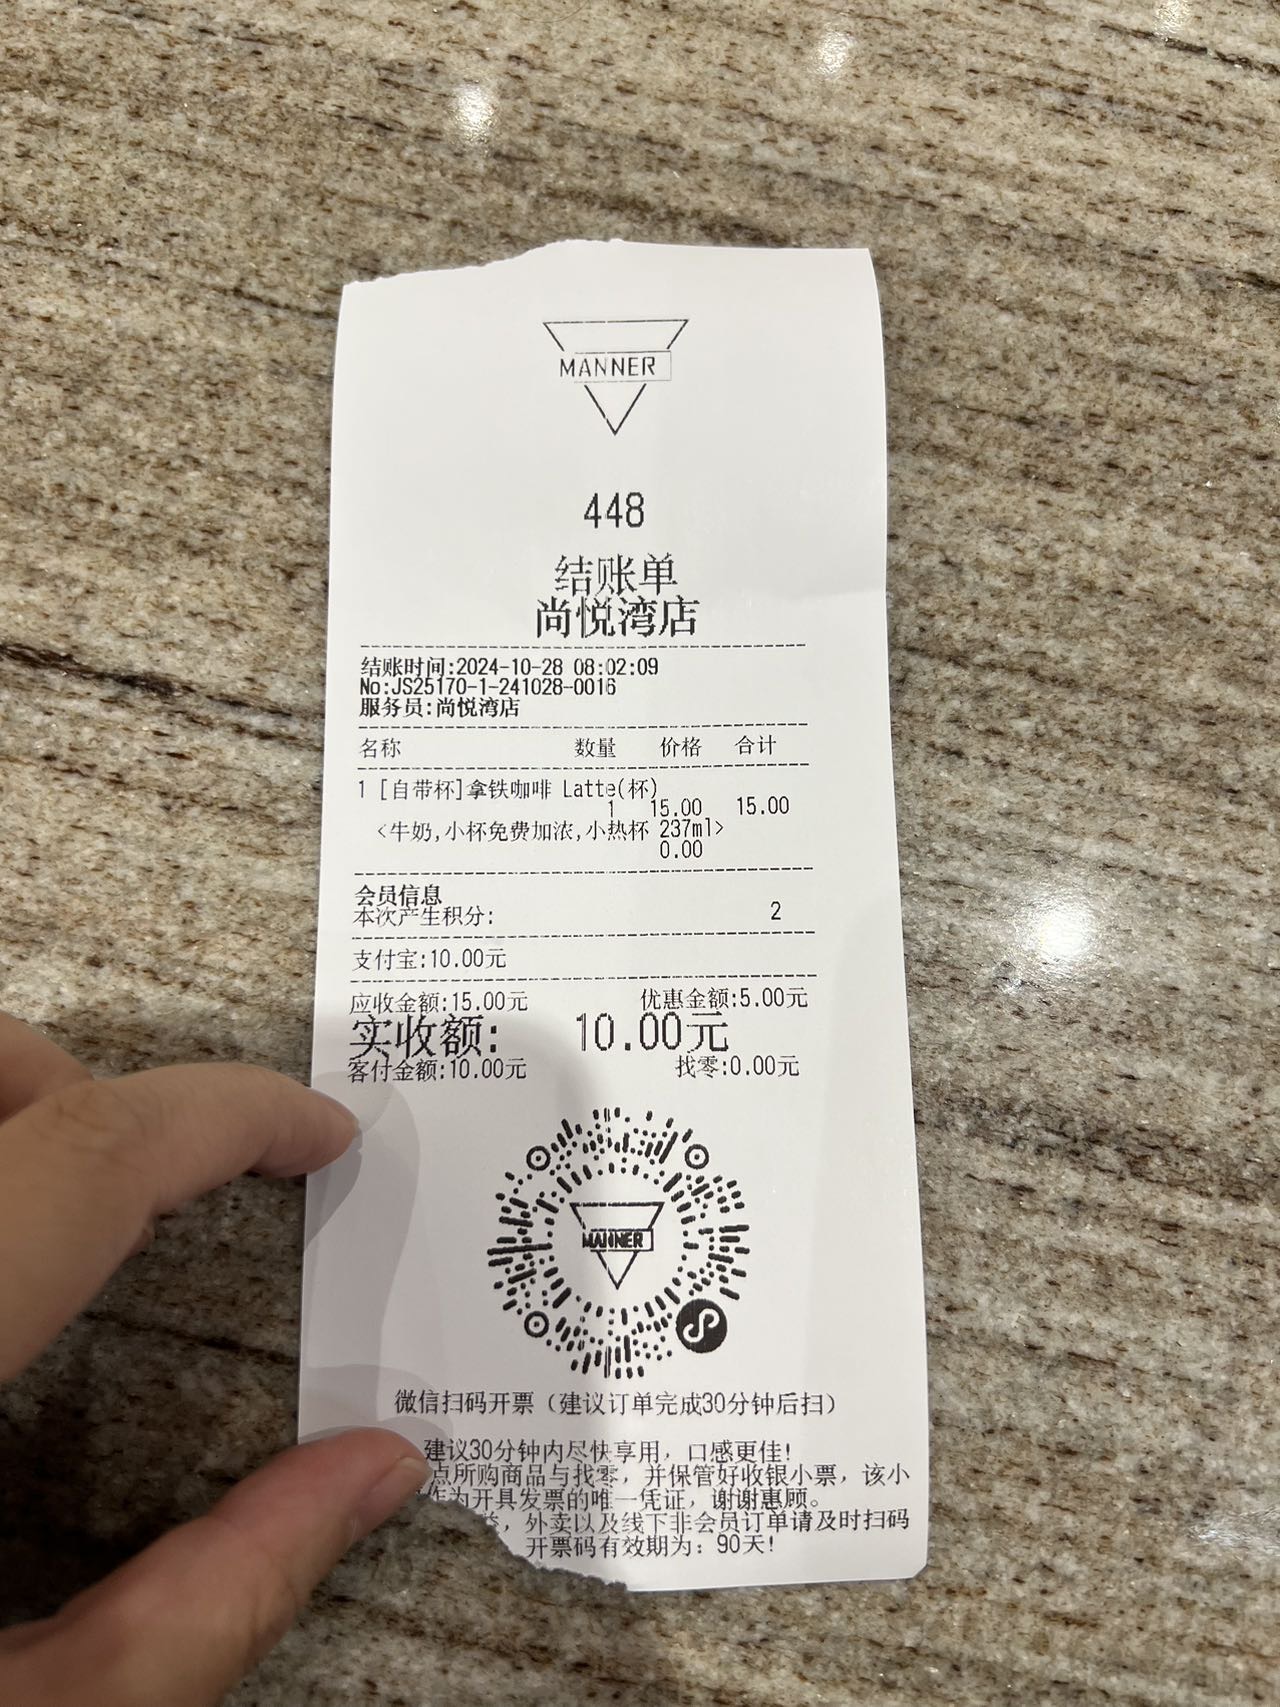 MANNER
448
结账单
尚悦湾店
结账时间:2024-10-28 08:02:09
No:JS25170-1-241028-0016
服务员:尚悦湾店
名称 数量 价格 合计
1 [自带杯]拿铁咖啡 Latte(杯)
1 15.00 15.00
<牛奶,小杯免费加浓,小热杯 237ml>
0.00
会员信息
本次产生积分: 2
支付宝:10.00元
应收金额:15.00元 优惠金额:5.00元
实收额: 10.00元
客付金额:10.00元 找零:0.00元
MANNER
微信扫码开票（建议订单完成30分钟后扫）
建议30分钟内尽快享用，口感更佳!
点所购商品与找零，并保管好收银小票，该小
作为开具发票的唯一凭证，谢谢惠顾。
，外卖以及线下非会员订单请及时扫码
开票码有效期为：90天!